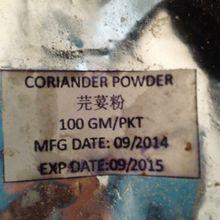 CORIANDER POWDER
芫荽粉
100 GM/PKT
MFG DATE: 09/2014
EXP DATE:09/2015